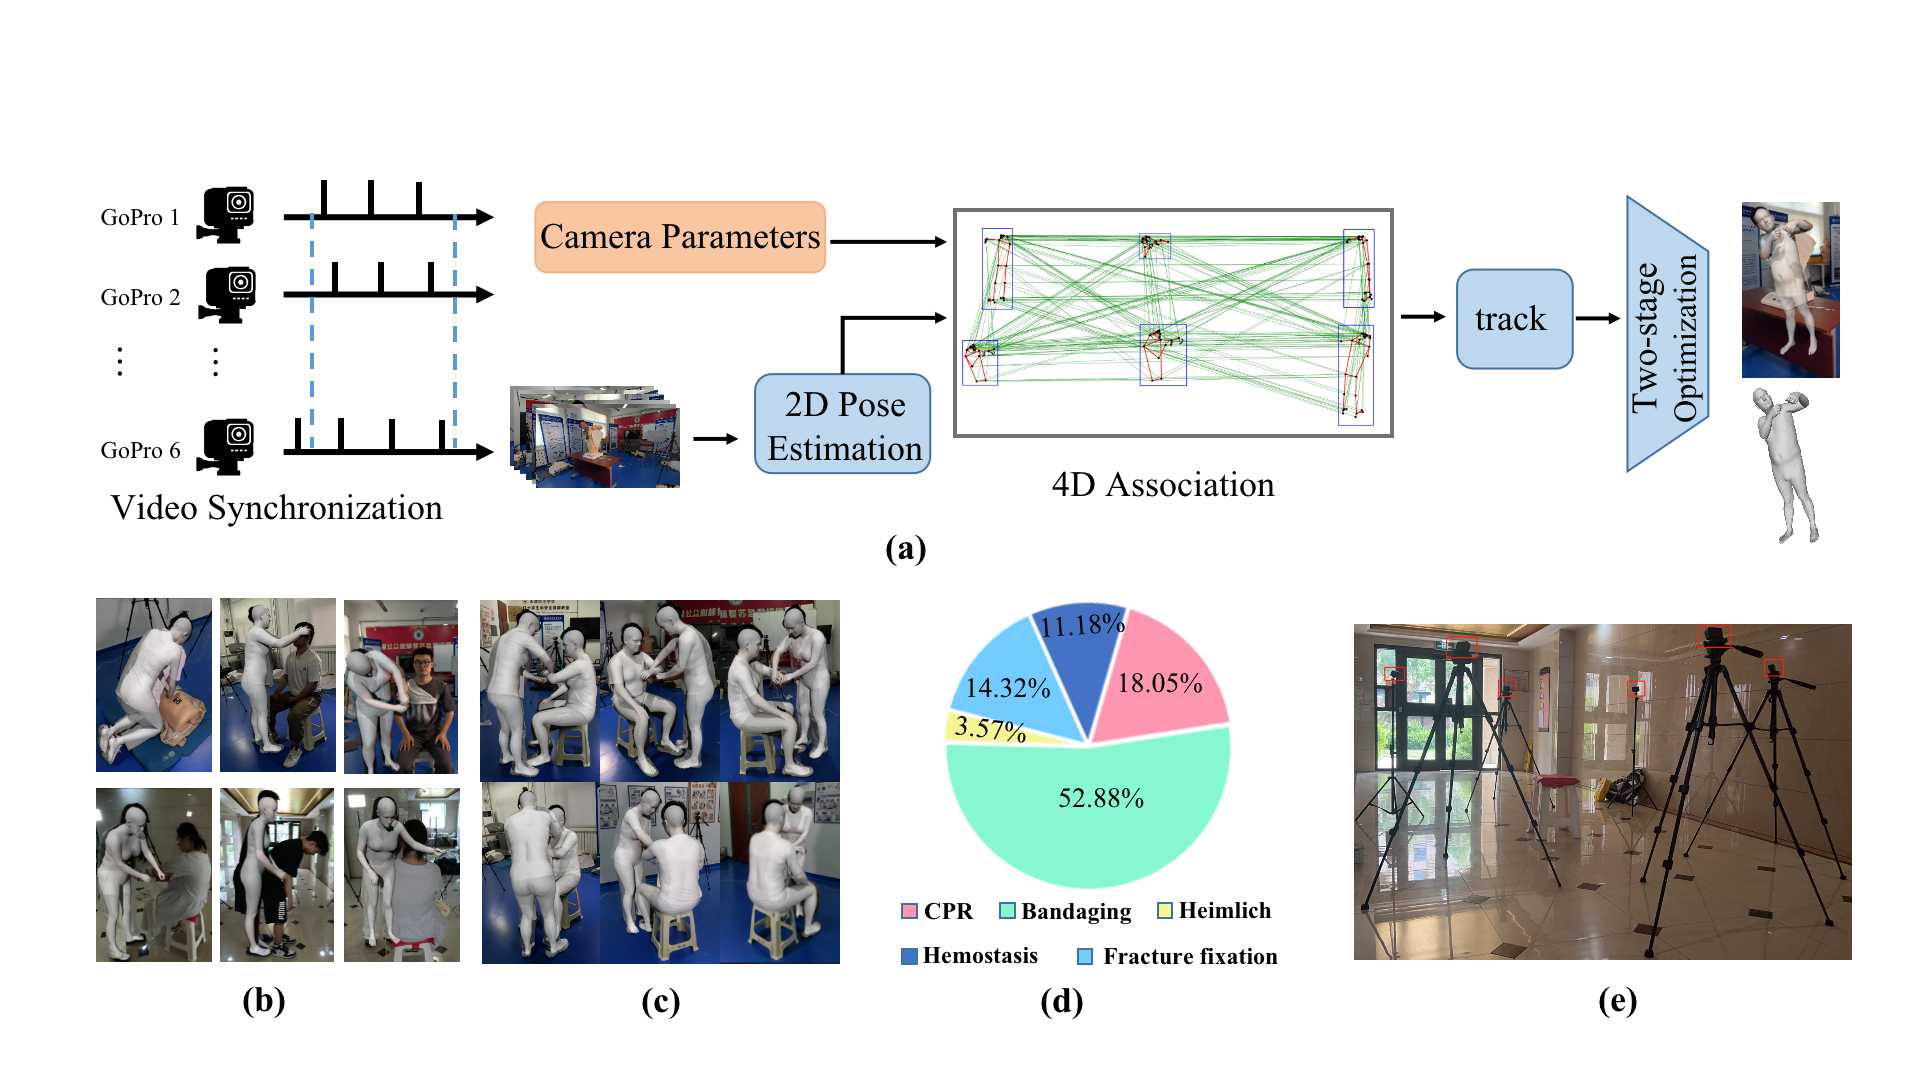 GoPro 1
GoPro 2
GoPro 6
Video Synchronization
Camera Parameters
2D Pose
Estimation
4D Association
track
Two-stage
Optimization
(a)
(b)
(c)
11.18%
18.05%
14.32%
3.57%
52.88%
CPR
Bandaging
Heimlich
Hemostasis
Fracture fixation
(d)
(e)